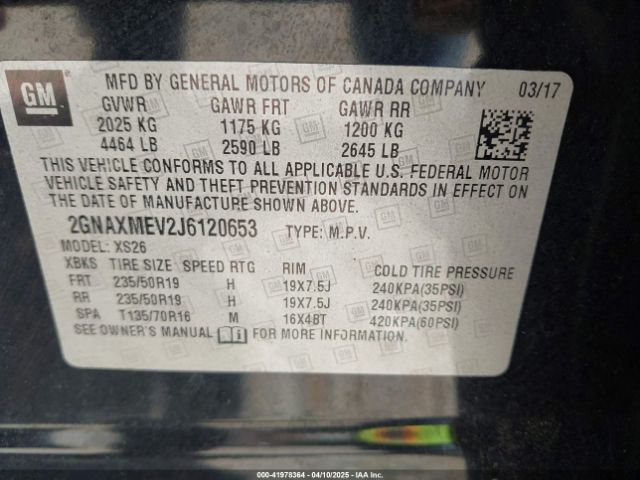 GM
MFD BY GENERAL MOTORS OF CANADA COMPANY 03/17
GVWR GAWR FRT GAWR RR
2025 KG 1175 KG 1200 KG
4464 LB 2590 LB 2645 LB
THIS VEHICLE CONFORMS TO ALL APPLICABLE U.S. FEDERAL MOTOR
VEHICLE SAFETY AND THEFT PREVENTION STANDARDS IN EFFECT ON
THE DATE OF MANUFACTURE SHOWN ABOVE.
2GNAXMEV2J6120653 TYPE: M.P.V.
MODEL: XS26
XBKS TIRE SIZE SPEED RTG RIM COLD TIRE PRESSURE
FRT 235/50R19 H 19X7.5J 240KPA(35PSI)
RR 235/50R19 H 19X7.5J 240KPA(35PSI)
SPA T135/70R16 M 16X4BT 420KPA(60PSI)
SEE OWNER'S MANUAL FOR MORE INFORMATION.
000-41978364 04/10/2025 IAA Inc.